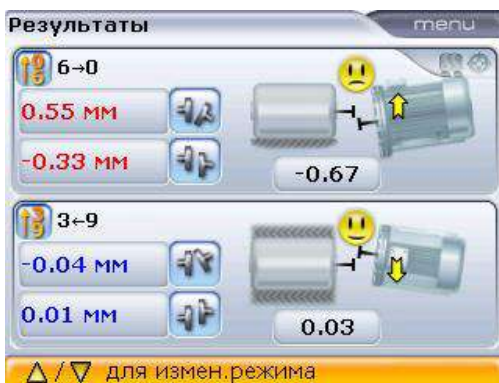 Результаты menu
6→0
0.55 мм
-0.33 мм
-0.67
3←9
-0.04 мм
0.01 мм
0.03
△/▽ для измен.режима